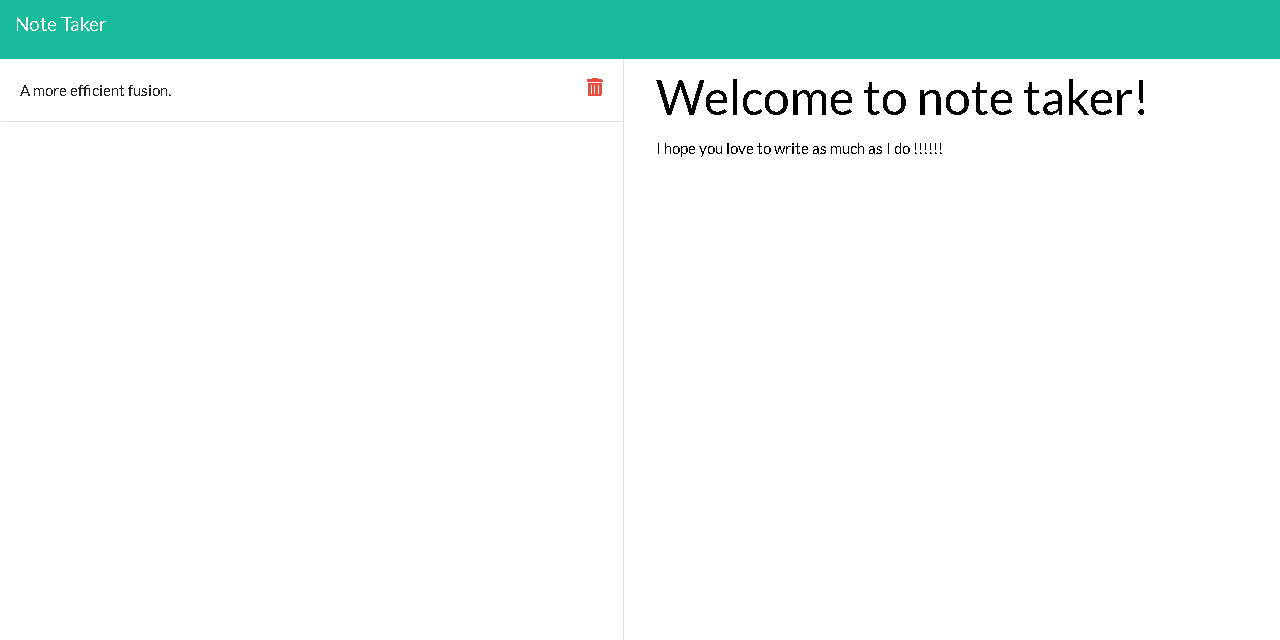 Note Taker
A more efficient fusion.
Welcome to note taker!
I hope you love to write as much as I do !!!!!!